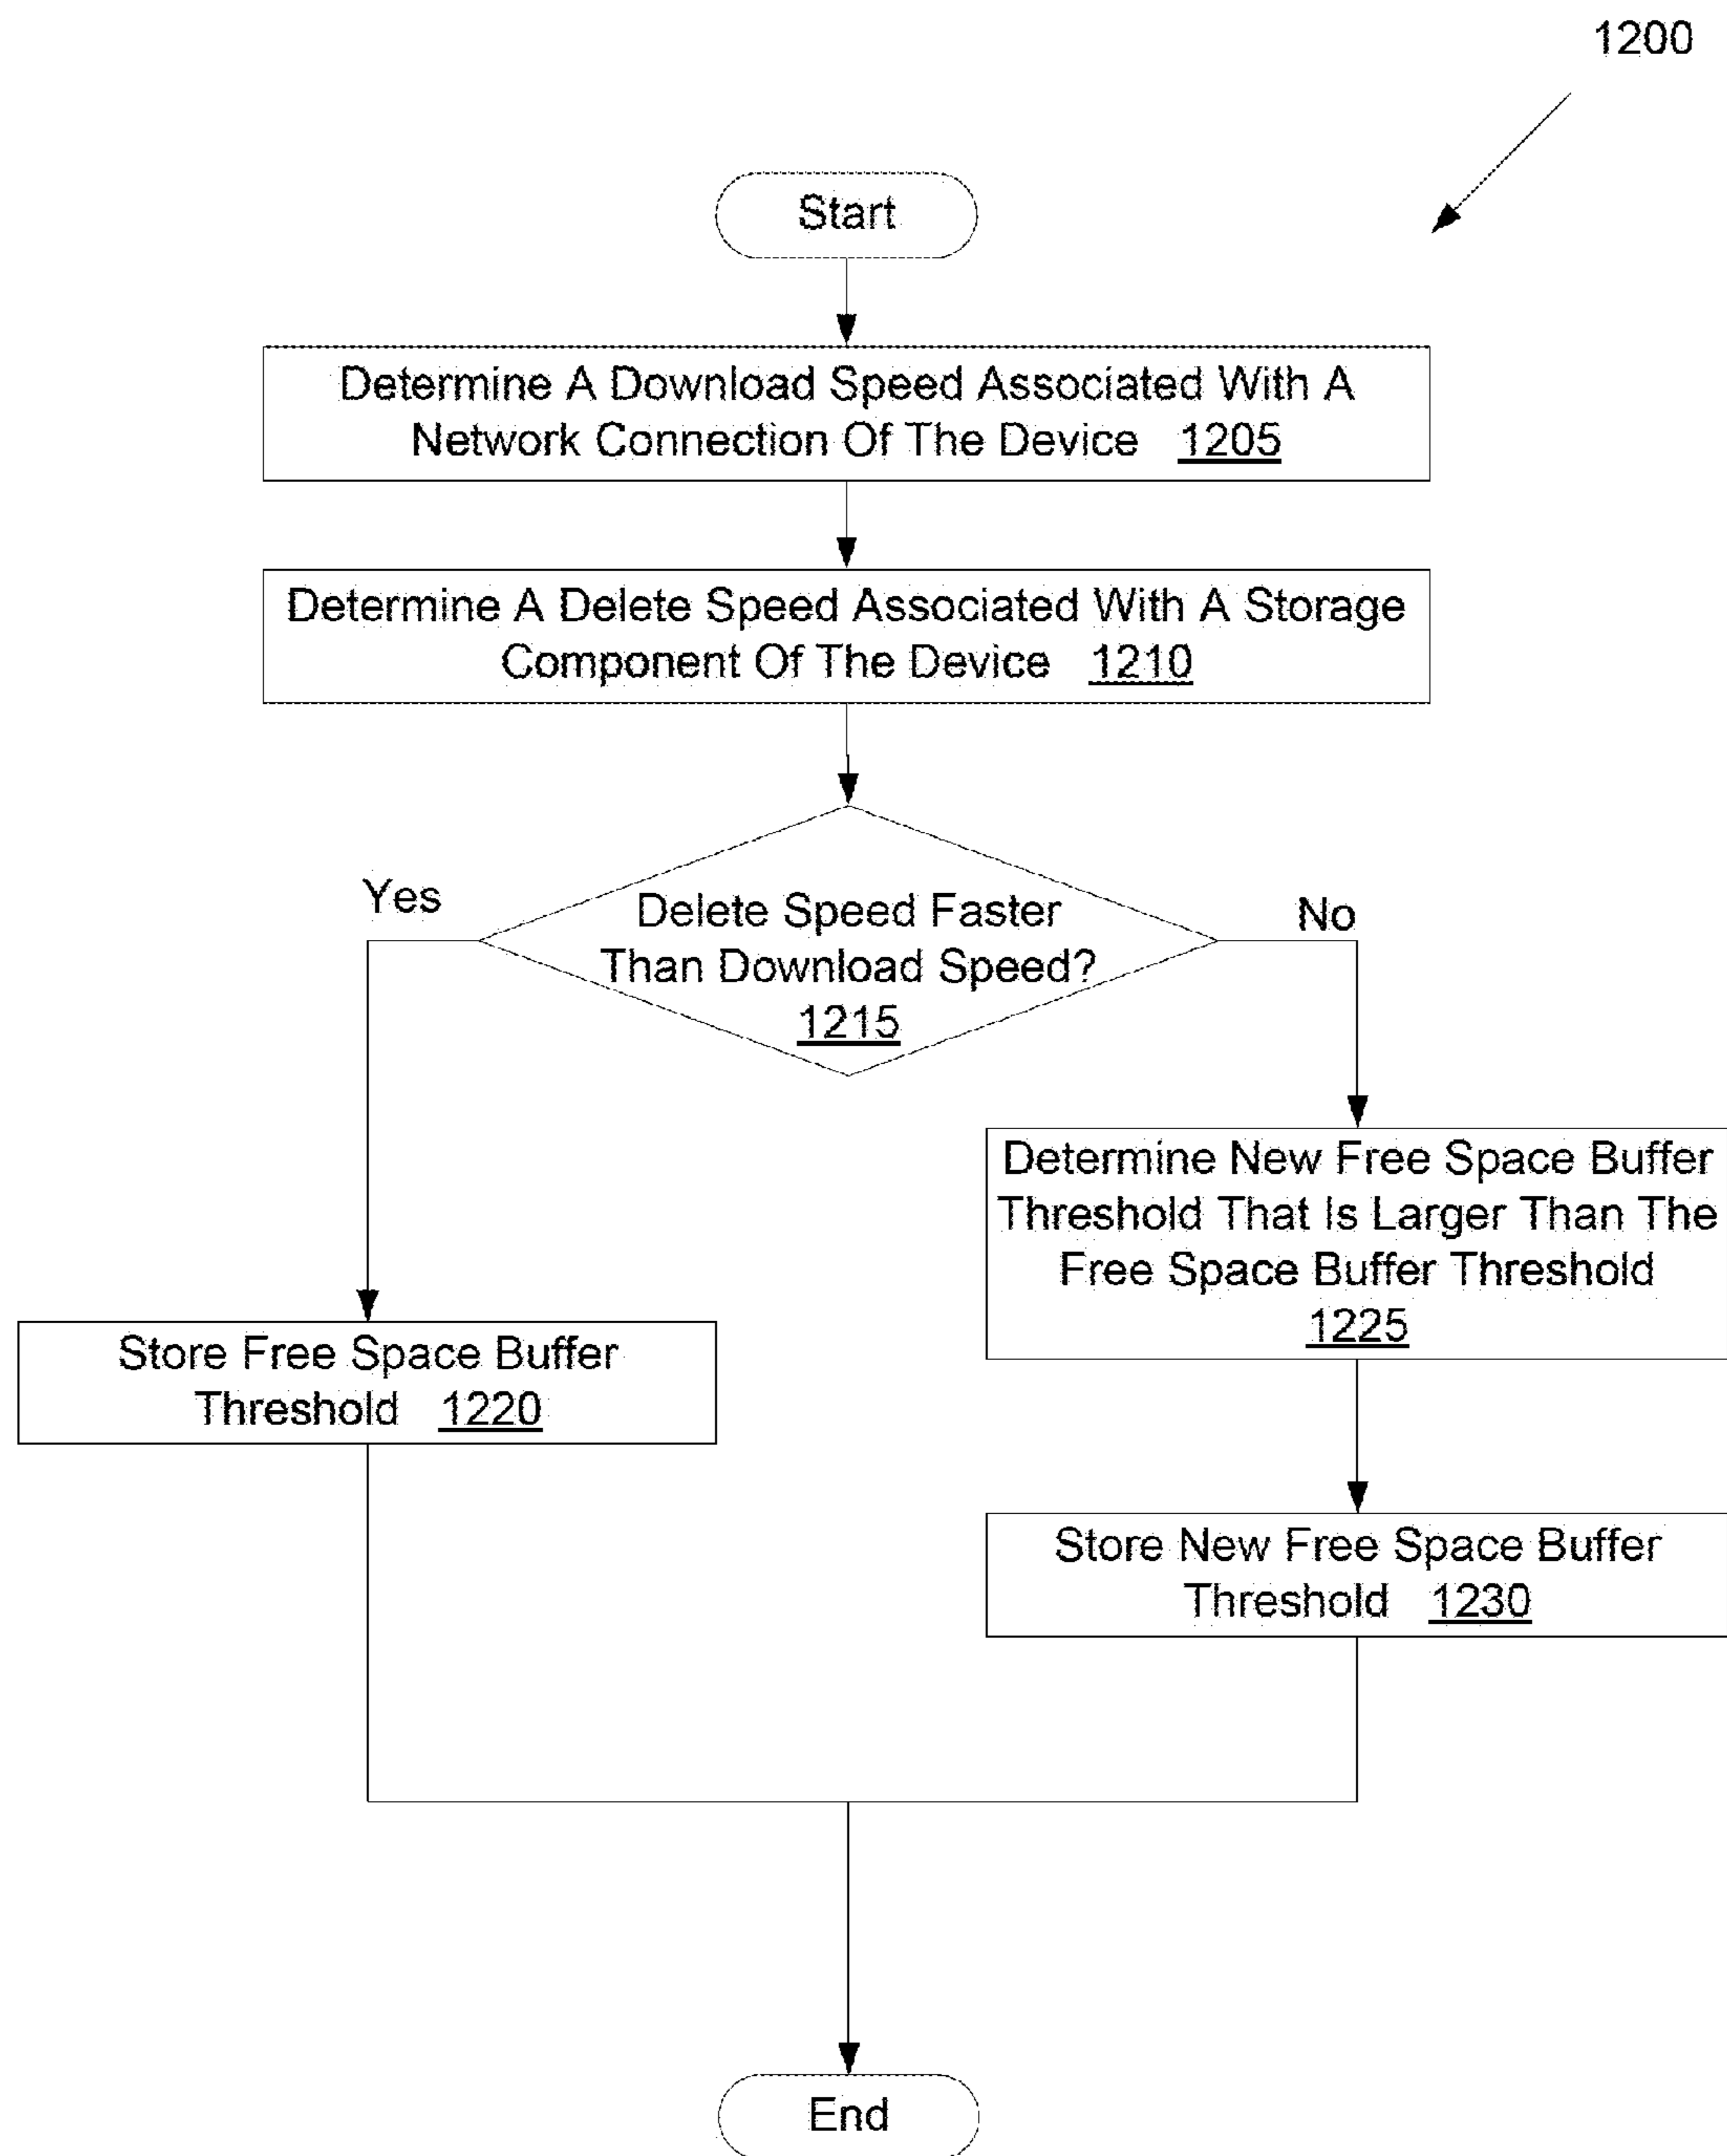 1200
Start
Determine A Download Speed Associated With A
Network Connection Of The Device 1205
Determine A Delete Speed Associated With A Storage
Component Of The Device 1210
Yes
Delete Speed Faster
Than Download Speed?
1215
No
Determine New Free Space Buffer
Threshold That Is Larger Than The
Free Space Buffer Threshold
1225
Store Free Space Buffer
Threshold 1220
Store New Free Space Buffer
Threshold 1230
End